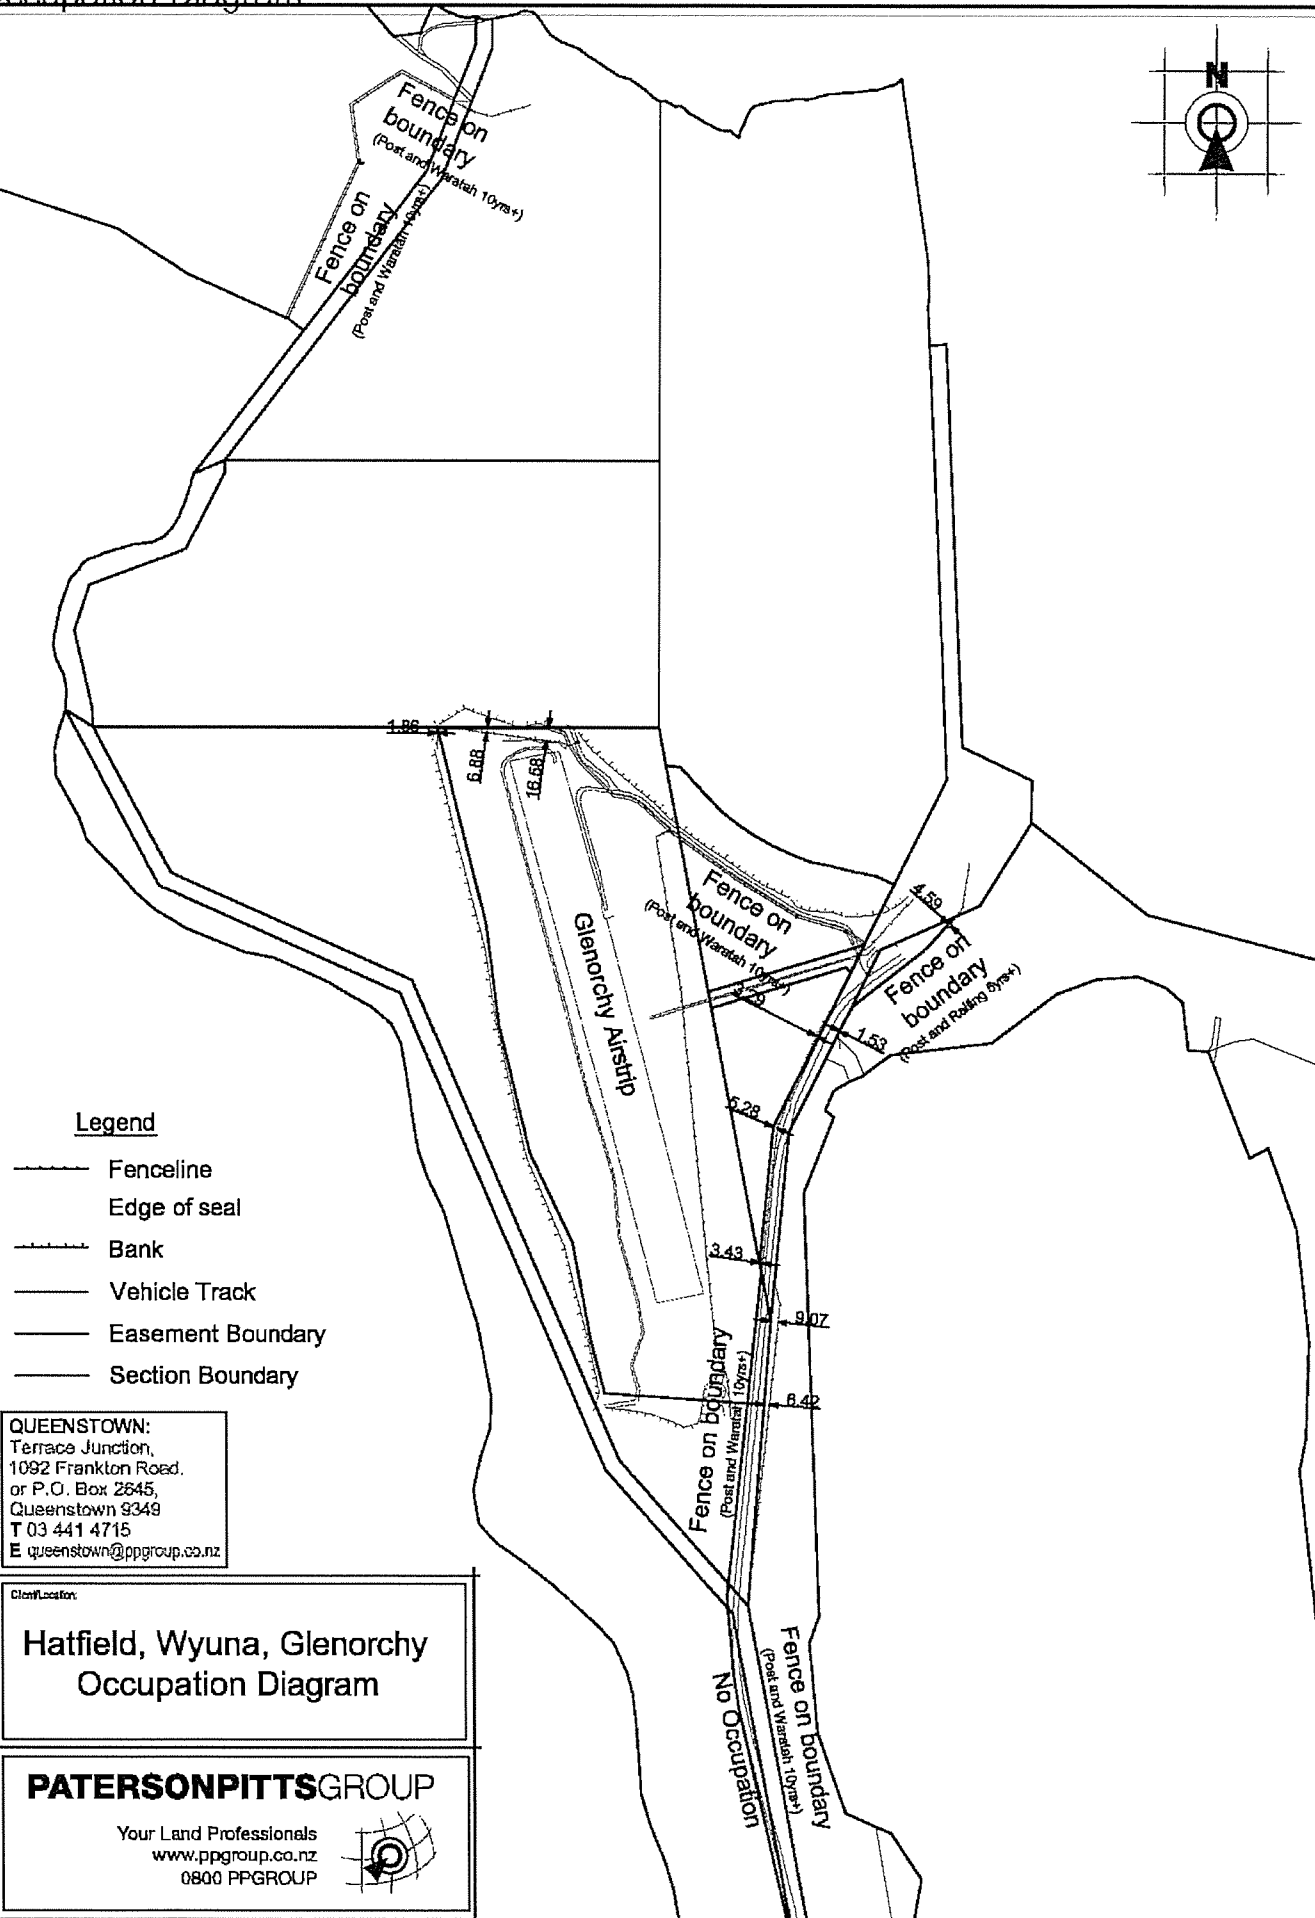 N
Fence on
boundary
(Post and Waratah 10yrs+)
Fence on
boundary
(Post and Waratah 10yrs+)
1.86
6.88
16.68
Fence on
boundary
(Post and Waratah 10yrs+)
4.59
Fence on
boundary
(Post and Railing 5yrs+)
Glenorchy Airstrip
1.53
5.28
3.43
9.07
6.42
Fence on boundary
(Post and Waratah 10yrs+)
Fence on boundary
(Post and Waratah 10yrs+)
No Occupation
Legend
Fenceline
Edge of seal
Bank
Vehicle Track
Easement Boundary
Section Boundary
QUEENSTOWN:
Terrace Junction,
1092 Frankton Road.
or P.O. Box 2645,
Queenstown 9349
T 03 441 4715
E queenstown@ppgroup.co.nz
Client/Location:
Hatfield, Wyuna, Glenorchy
Occupation Diagram
PATERSONPITTSGROUP
Your Land Professionals
www.ppgroup.co.nz
0800 PPGROUP